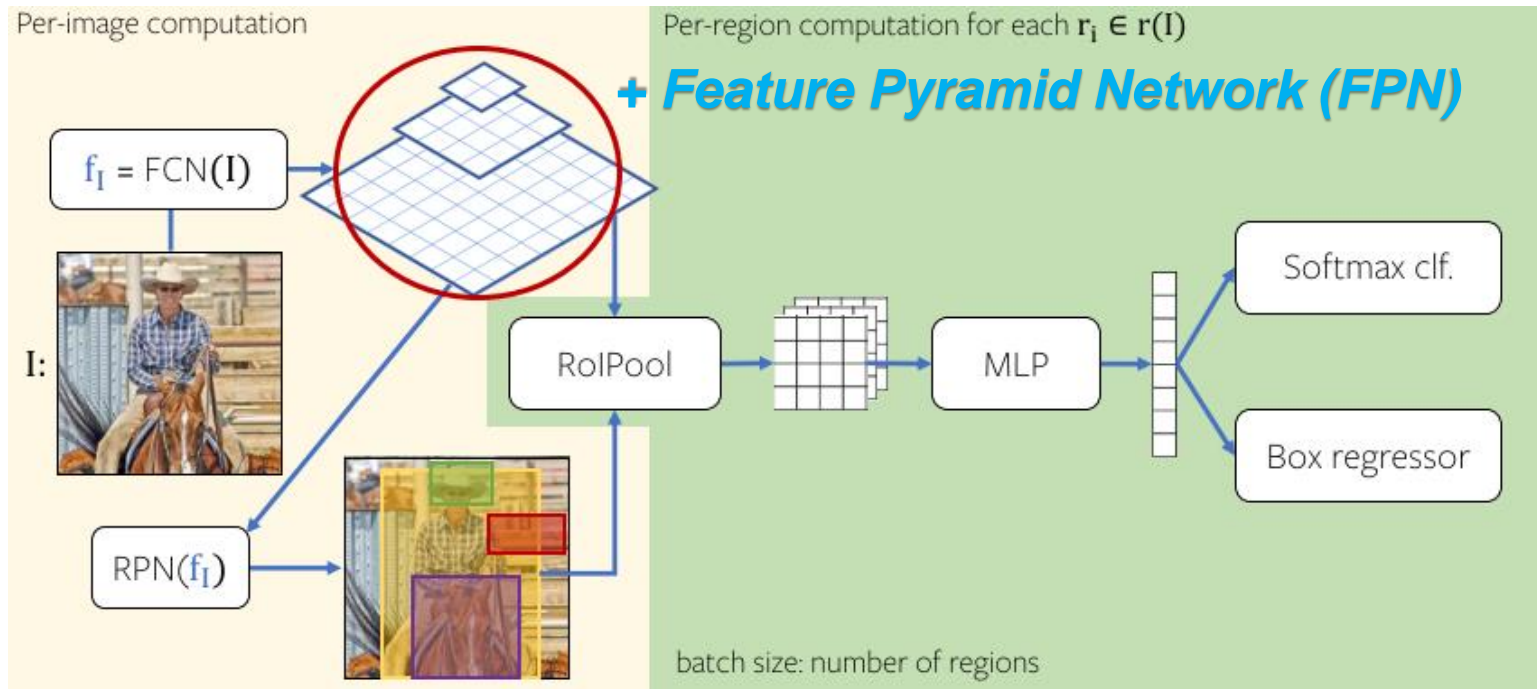 Per-image computation
Per-region computation for each r_i ∈ r(I)
+ Feature Pyramid Network (FPN)
f_I = FCN(I)
I:
RoIPool
MLP
Softmax clf.
Box regressor
RPN(f_I)
batch size: number of regions